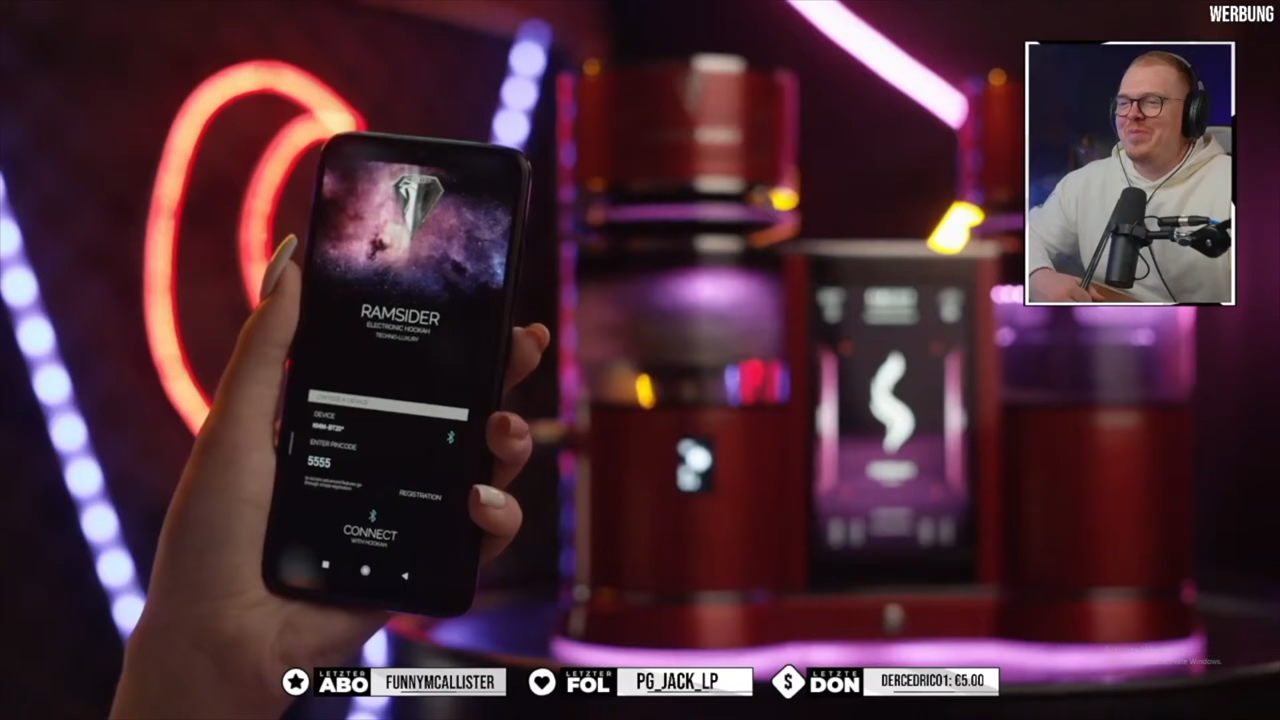 WERBUNG
RAMSIDER
ELECTRONIC HOOKAH
TECHNO-LUXURY
DEVICE
ENTER PINCODE
5555
REGISTRATION
CONNECT
WITH HOOKAH
LETZTER ABO FUNNYMCALLISTER
LETZTER FOL PG_JACK_LP
LETZTE DON DERCEDRICO1: €5.00